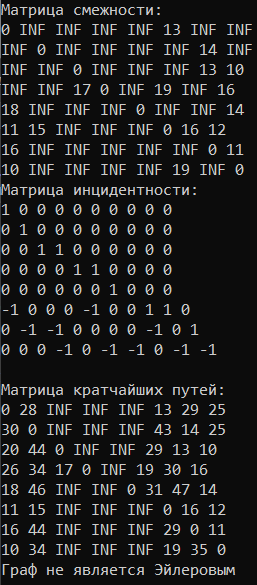 Матрица смежности:
0 INF INF INF INF 13 INF INF
INF 0 INF INF INF INF 14 INF
INF INF 0 INF INF INF 13 10
INF INF 17 0 INF 19 INF 16
18 INF INF INF 0 INF INF 14
11 15 INF INF INF 0 16 12
16 INF INF INF INF INF 0 11
10 INF INF INF INF 19 INF 0
Матрица инцидентности:
1 0 0 0 0 0 0 0 0 0
0 1 0 0 0 0 0 0 0 0
0 0 1 1 0 0 0 0 0 0
0 0 0 0 1 1 0 0 0 0
0 0 0 0 0 0 1 0 0 0
-1 0 0 0 -1 0 0 1 1 0
0 -1 -1 0 0 0 0 -1 0 1
0 0 0 -1 0 -1 -1 0 -1 -1
Матрица кратчайших путей:
0 28 INF INF INF 13 29 25
30 0 INF INF INF 43 14 25
20 44 0 INF INF 29 13 10
26 34 17 0 INF 19 30 16
18 46 INF INF 0 31 47 14
11 15 INF INF INF 0 16 12
16 44 INF INF INF 29 0 11
10 34 INF INF INF 19 35 0
Граф не является Эйлеровым